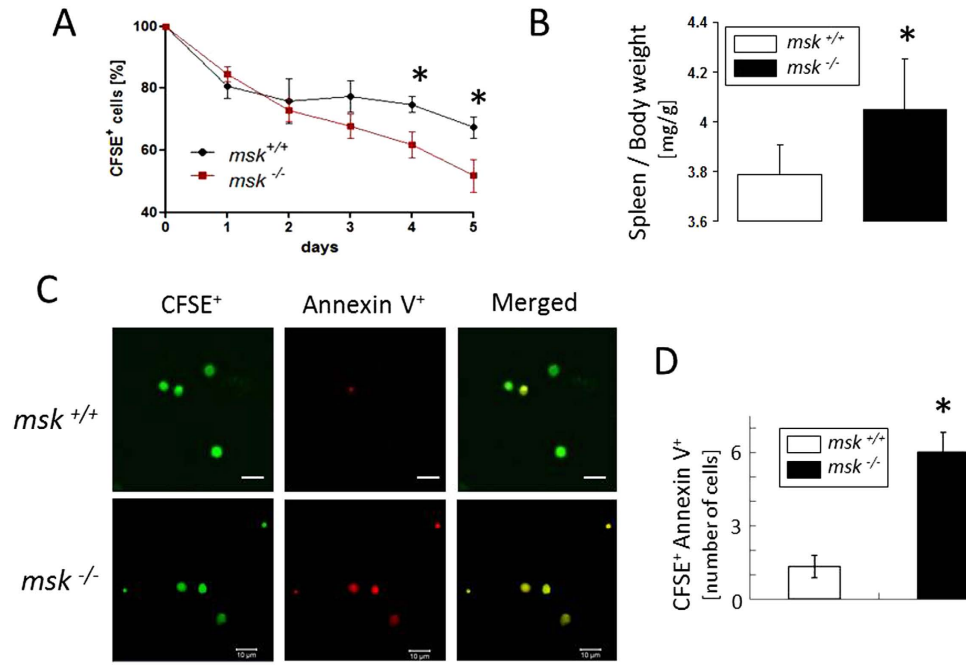 A
CFSE⁺ cells [%]
100
80
60
40
msk⁺/⁺
msk⁻/⁻
*
*
0
1
2
3
4
5
days
B
Spleen / Body weight
[mg/g]
4.4
4.2
4
3.8
3.6
msk⁺/⁺
msk⁻/⁻
*
C
CFSE⁺
Annexin V⁺
Merged
msk⁺/⁺
msk⁻/⁻
10 µm
10 µm
10 µm
D
CFSE⁺ Annexin V⁺
[number of cells]
6
3
0
msk⁺/⁺
msk⁻/⁻
*